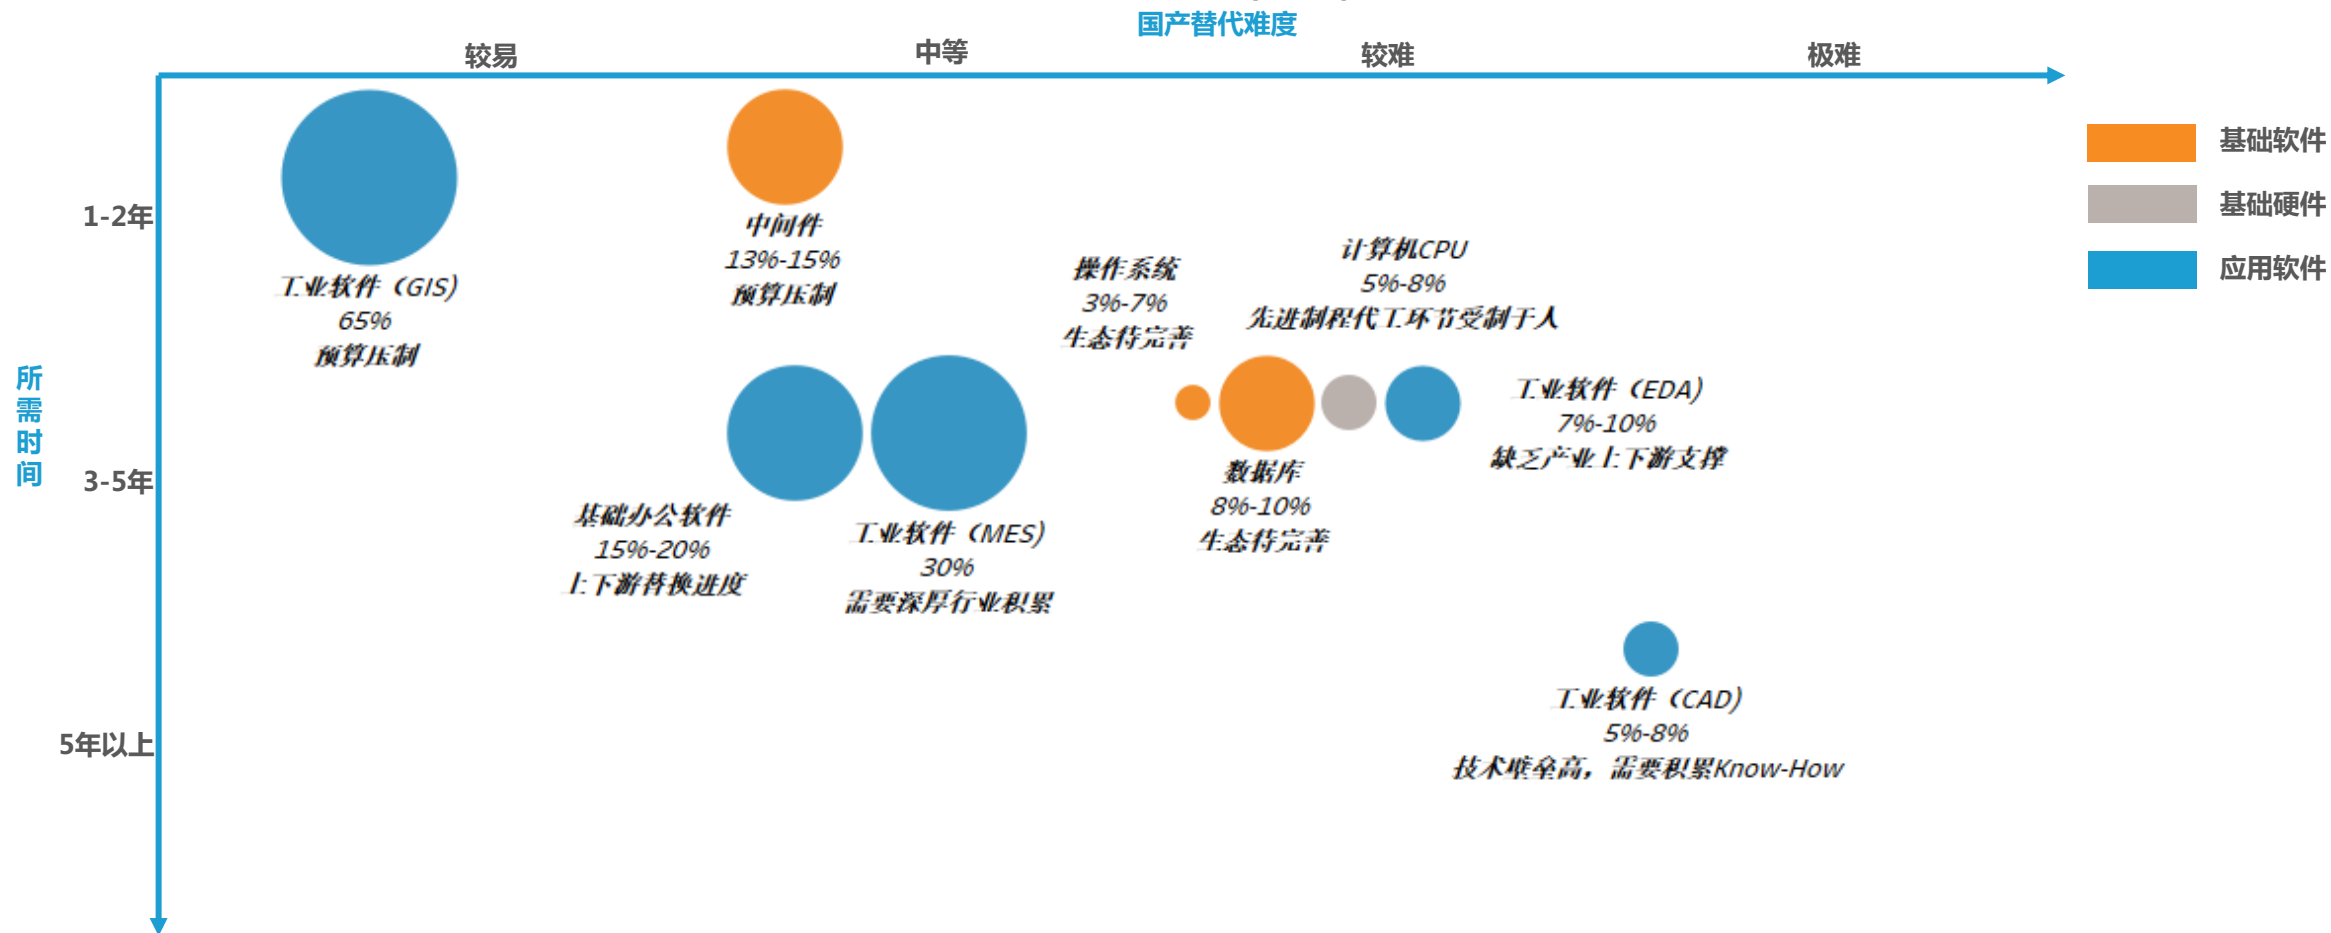 国产替代难度
较易
中等
较难
极难
基础软件
基础硬件
应用软件
所需时间
1-2年
3-5年
5年以上
工业软件（GIS）
65%
预算压制
中间件
13%-15%
预算压制
操作系统
3%-7%
生态待完善
计算机CPU
5%-8%
先进制程代工环节受制于人
工业软件（EDA）
7%-10%
缺乏产业上下游支撑
数据库
8%-10%
生态待完善
基础办公软件
15%-20%
上下游替换进度
工业软件（MES）
30%
需要深厚行业积累
工业软件（CAD）
5%-8%
技术壁垒高，需要积累Know-How